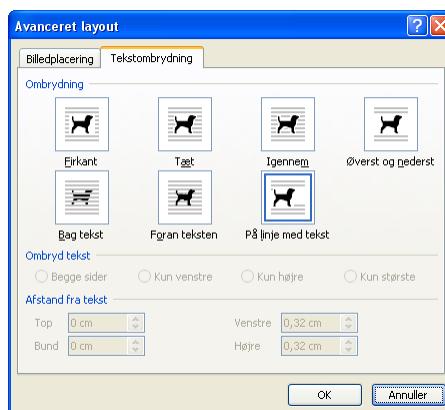 Avanceret layout
Billedplacering Tekstombrydning
Ombrydning
Firkant Tæt Igennem Øverst og nederst
Bag tekst Foran teksten På linje med tekst
Ombryd tekst
Begge sider Kun venstre Kun højre Kun største
Afstand fra tekst
Top 0 cm Venstre 0,32 cm
Bund 0 cm Højre 0,32 cm
OK Annuller